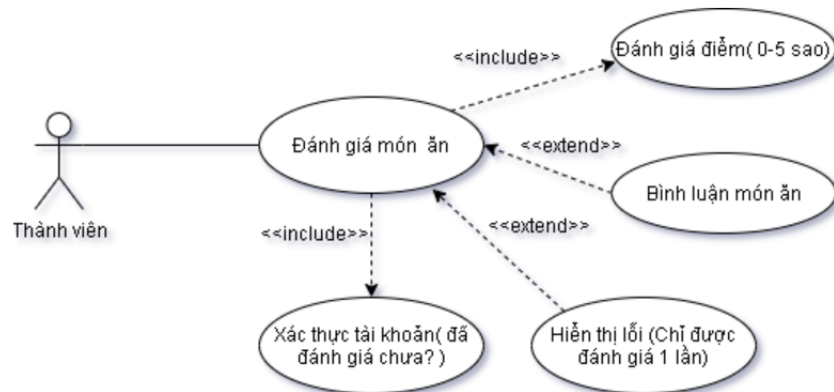 Đánh giá điểm( 0-5 sao)
<<include>>
Đánh giá món ăn
<<extend>>
Bình luận món ăn
Thành viên
<<include>>
<<extend>>
Xác thực tài khoản( đã
đánh giá chưa? )
Hiển thị lỗi (Chỉ được
đánh giá 1 lần)